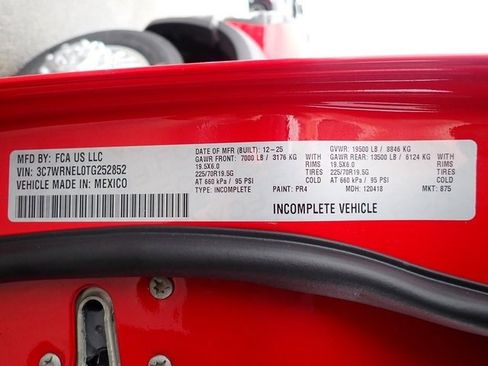 MFD BY: FCA US LLC
VIN: 3C7WRNEL0TG252852
VEHICLE MADE IN: MEXICO
DATE OF MFR (BUILT): 12-25
GAWR FRONT: 7000 LB / 3176 KG WITH
19.5X6.0 RIMS
225/70R19.5G TIRES
AT 660 kPa / 95 PSI COLD
TYPE: INCOMPLETE
GVWR: 19500 LB / 8846 KG
GAWR REAR: 13500 LB / 6124 KG WITH
19.5X6.0 RIMS
225/70R19.5G TIRES
AT 660 kPa / 95 PSI COLD
PAINT: PR4 MDH: 120418 MKT: 875
INCOMPLETE VEHICLE